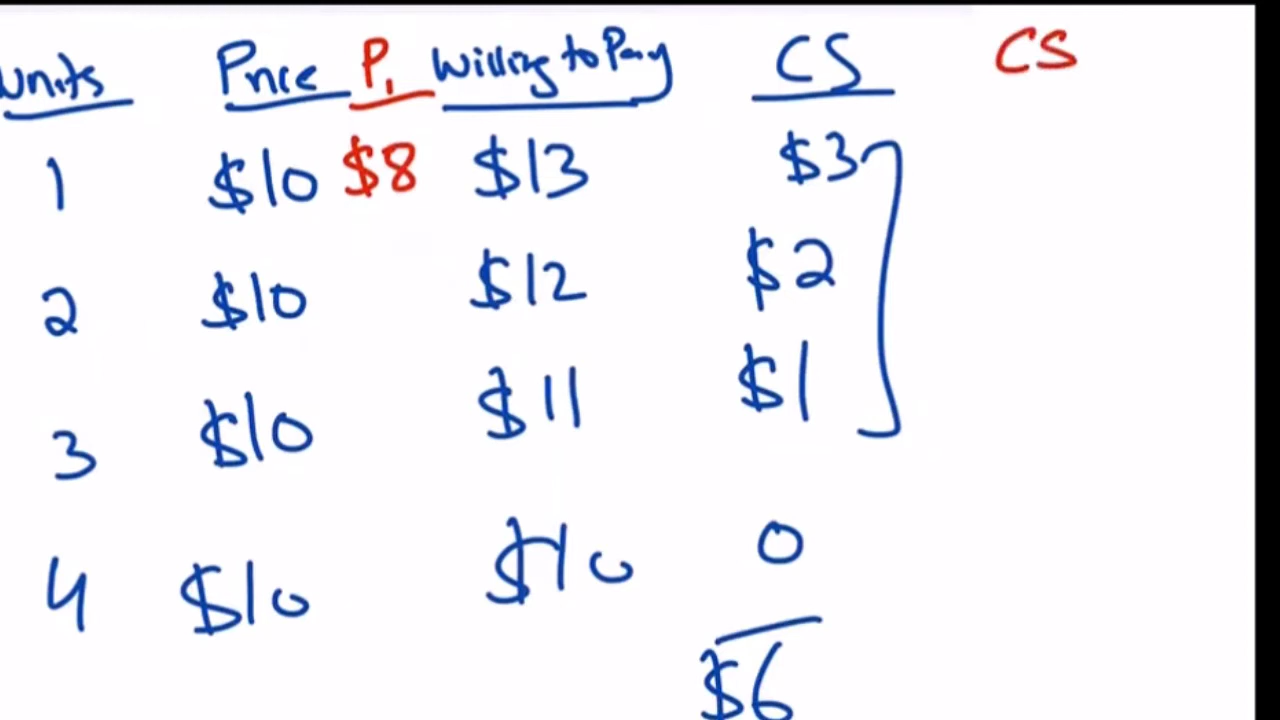 units Price P1 Willing to Pay CS CS
1 $10 $8 $13 $3
2 $10 $12 $2
3 $10 $11 $1
4 $10 $10 0
$6